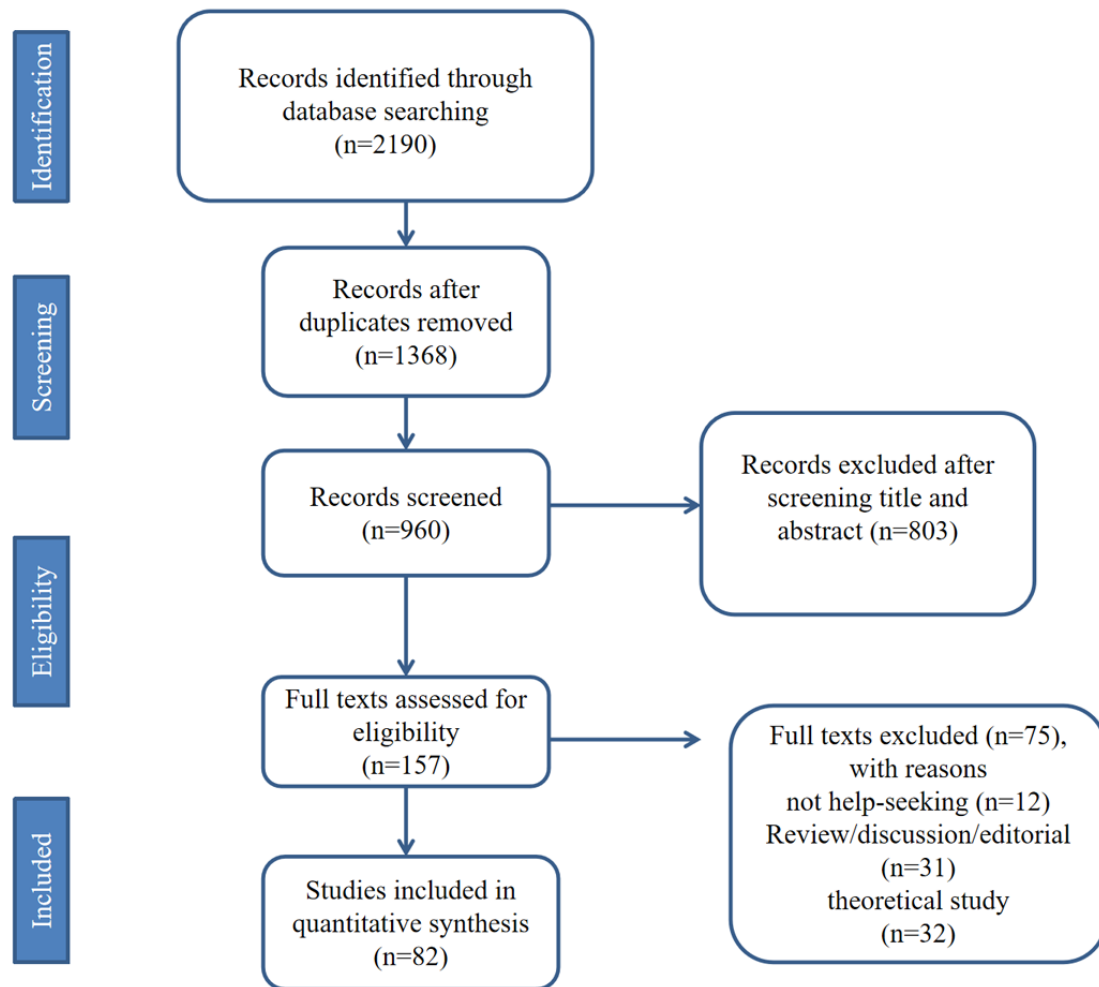 Identification
Records identified through
database searching
(n=2190)
Screening
Records after
duplicates removed
(n=1368)
Records screened
(n=960)
Records excluded after
screening title and
abstract (n=803)
Eligibility
Full texts assessed for
eligibility
(n=157)
Full texts excluded (n=75),
with reasons
not help-seeking (n=12)
Review/discussion/editorial
(n=31)
theoretical study
(n=32)
Included
Studies included in
quantitative synthesis
(n=82)